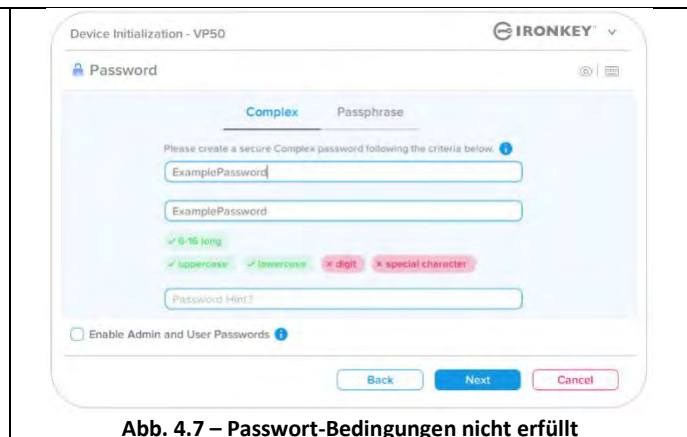 Device Initialization - VP50
IRONKEY
Password
Complex Passphrase
Please create a secure Complex password following the criteria below.
ExamplePassword
ExamplePassword
✓ 6-16 long
✓ uppercase ✓ lowercase × digit × special character
Password Hint?
Enable Admin and User Passwords
Back Next Cancel
Abb. 4.7 – Passwort-Bedingungen nicht erfüllt